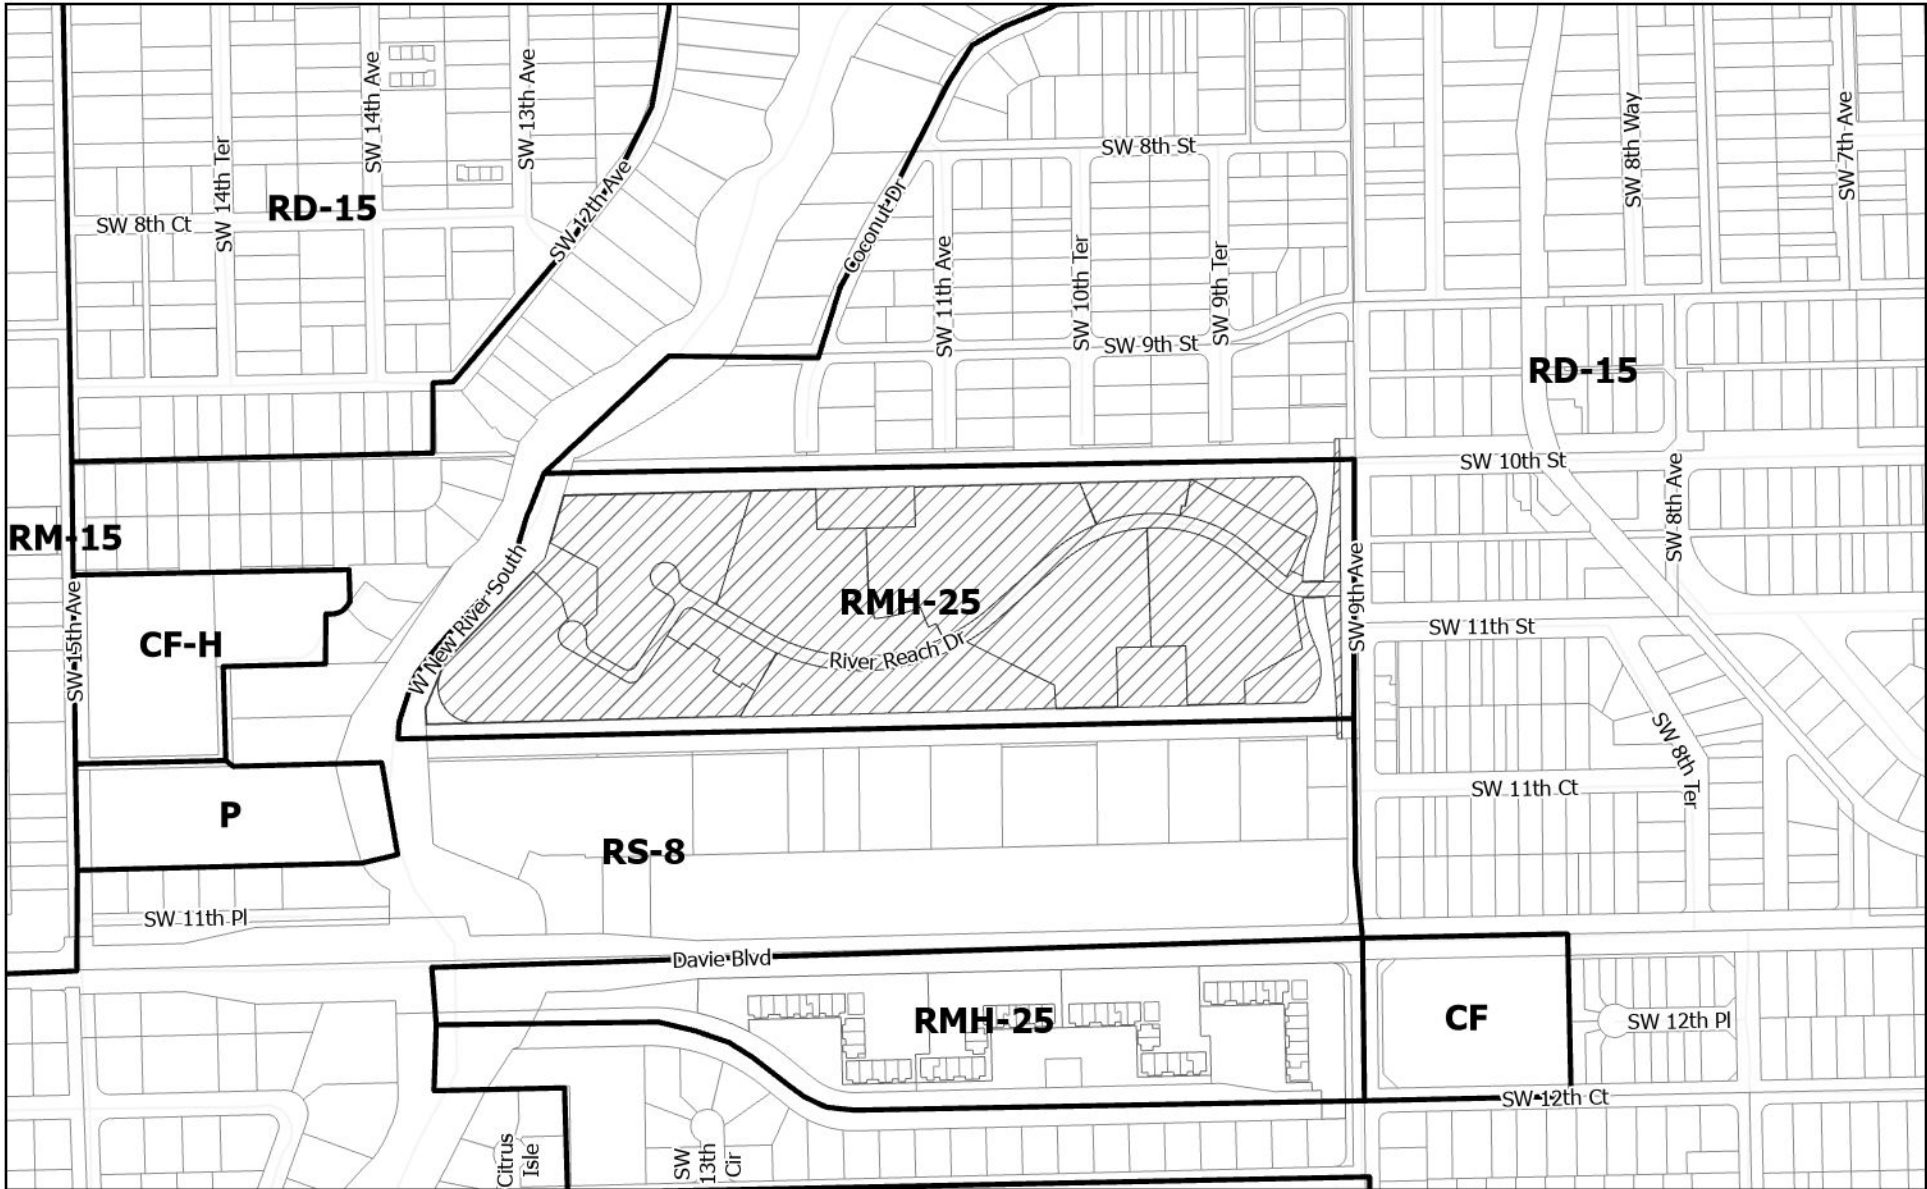 SW 14th Ave
SW 13th Ave
SW 14th Ter
SW 8th Ct
RD-15
SW 12th Ave
Coconut Dr
SW 8th St
SW 11th Ave
SW 10th Ter
SW 9th Ter
SW 9th St
SW 8th Way
SW 7th Ave
RD-15
SW 10th St
SW 8th Ave
RM-15
SW 15th Ave
CF-H
W New River South
RMH-25
River Reach Dr
SW 9th Ave
SW 11th St
SW 8th Ter
SW 11th Ct
P
RS-8
SW 11th Pl
Davie Blvd
RMH-25
CF
SW 12th Pl
SW 12th Ct
Citrus
Isle
SW
13th
Cir